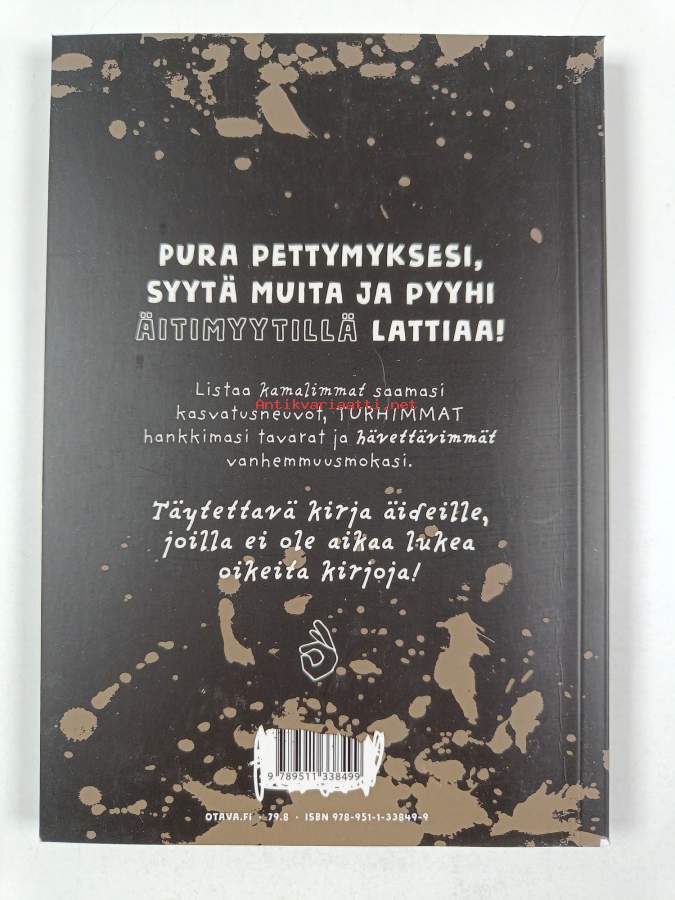 PURA PETTYMYKSESI,
SYYTÄ MUITA JA PYYHI
ÄITIMYYTILLÄ LATTIAA!
Listaa kamalimmat saamasi
Antikvariaatti.net
kasvatusneuvot, TURHIMMAT
hankkimasi tavarat ja hävettävimmät
vanhemmuusmokasi.
Täytettävä kirja äideille,
joilla ei ole aikaa lukea
oikeita kirjoja!
9 789511 338499
OTAVA.FI · 79.8 · ISBN 978-951-1-33849-9